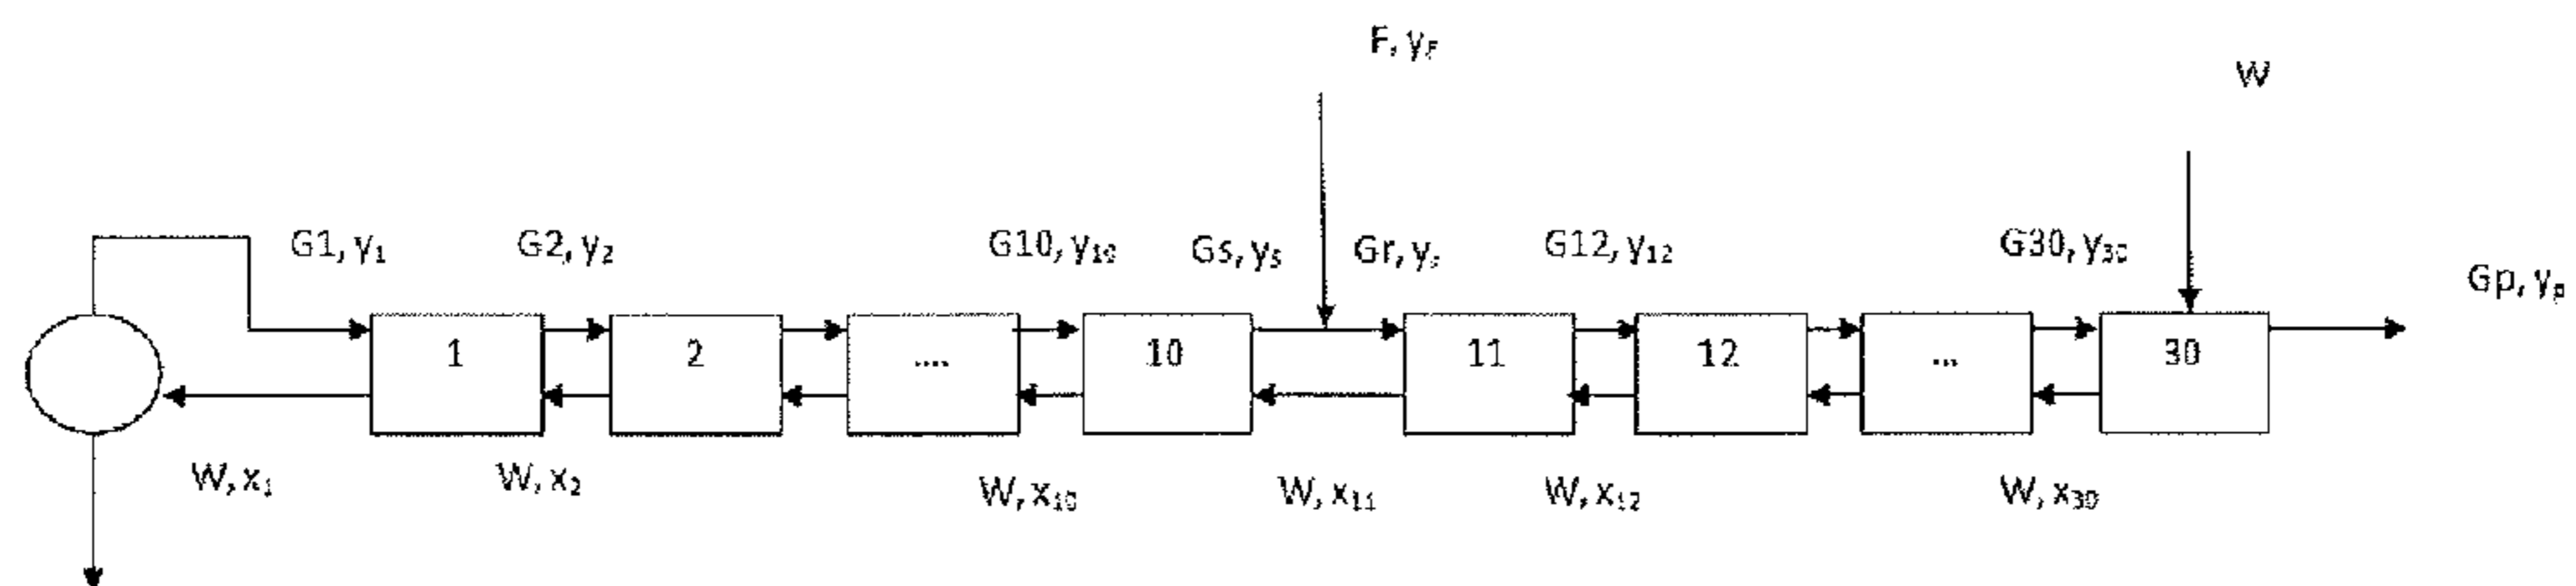 F, y_F
W
G1, y₁
G2, y₂
G10, y₁₀
Gs, yₛ
Gr, yᵣ
G12, y₁₂
G30, y₃₀
Gp, yₚ
1
2
....
10
11
12
...
30
W, x₁
W, x₂
W, x₁₀
W, x₁₁
W, x₁₂
W, x₃₀